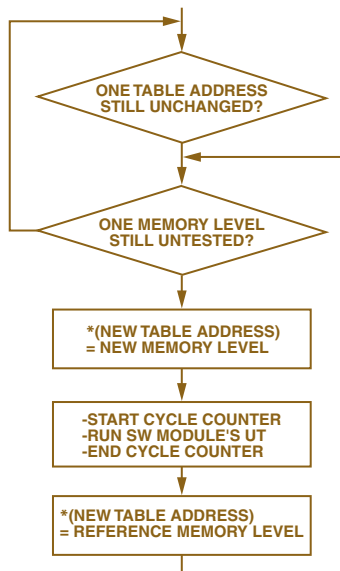 ONE TABLE ADDRESS
STILL UNCHANGED?
ONE MEMORY LEVEL
STILL UNTESTED?
*(NEW TABLE ADDRESS)
= NEW MEMORY LEVEL
-START CYCLE COUNTER
-RUN SW MODULE'S UT
-END CYCLE COUNTER
*(NEW TABLE ADDRESS)
= REFERENCE MEMORY LEVEL